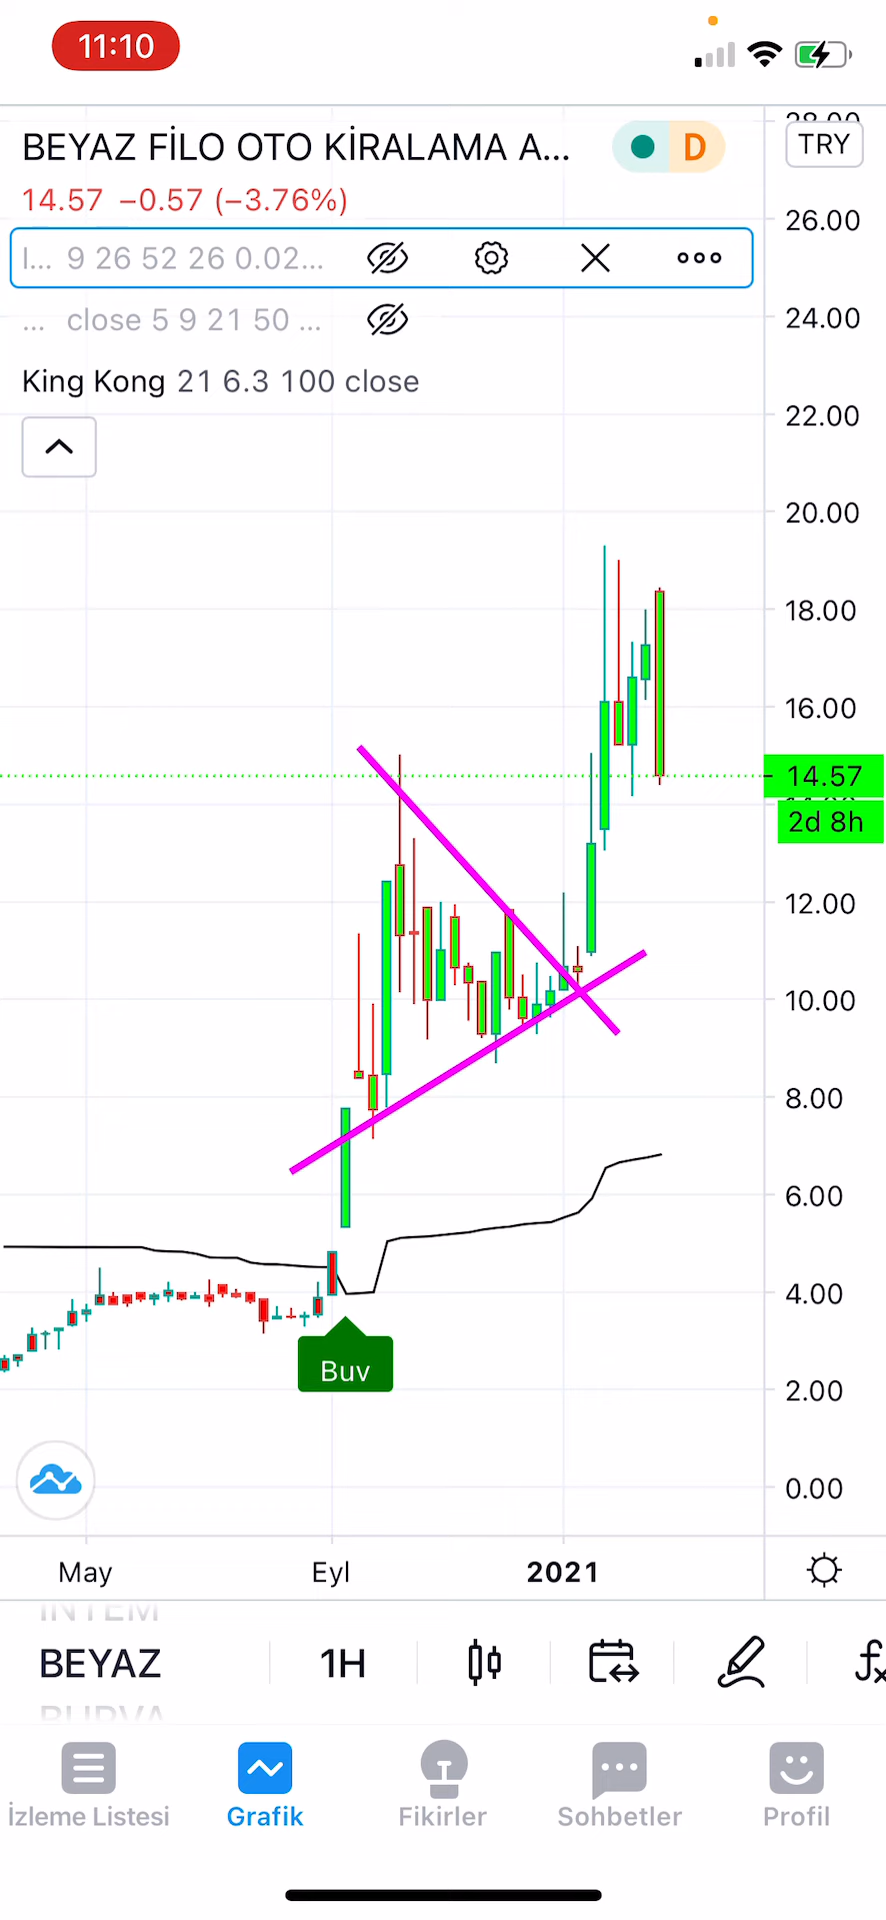 11:10
BEYAZ FİLO OTO KİRALAMA A...
D
TRY
14.57 −0.57 (−3.76%)
I... 9 26 52 26 0.02...
... close 5 9 21 50 ...
King Kong 21 6.3 100 close
26.00
24.00
22.00
20.00
18.00
16.00
14.57
2d 8h
12.00
10.00
8.00
6.00
4.00
2.00
0.00
Buy
May Eyl 2021
INTEM
BEYAZ 1H
İzleme Listesi Grafik Fikirler Sohbetler Profil